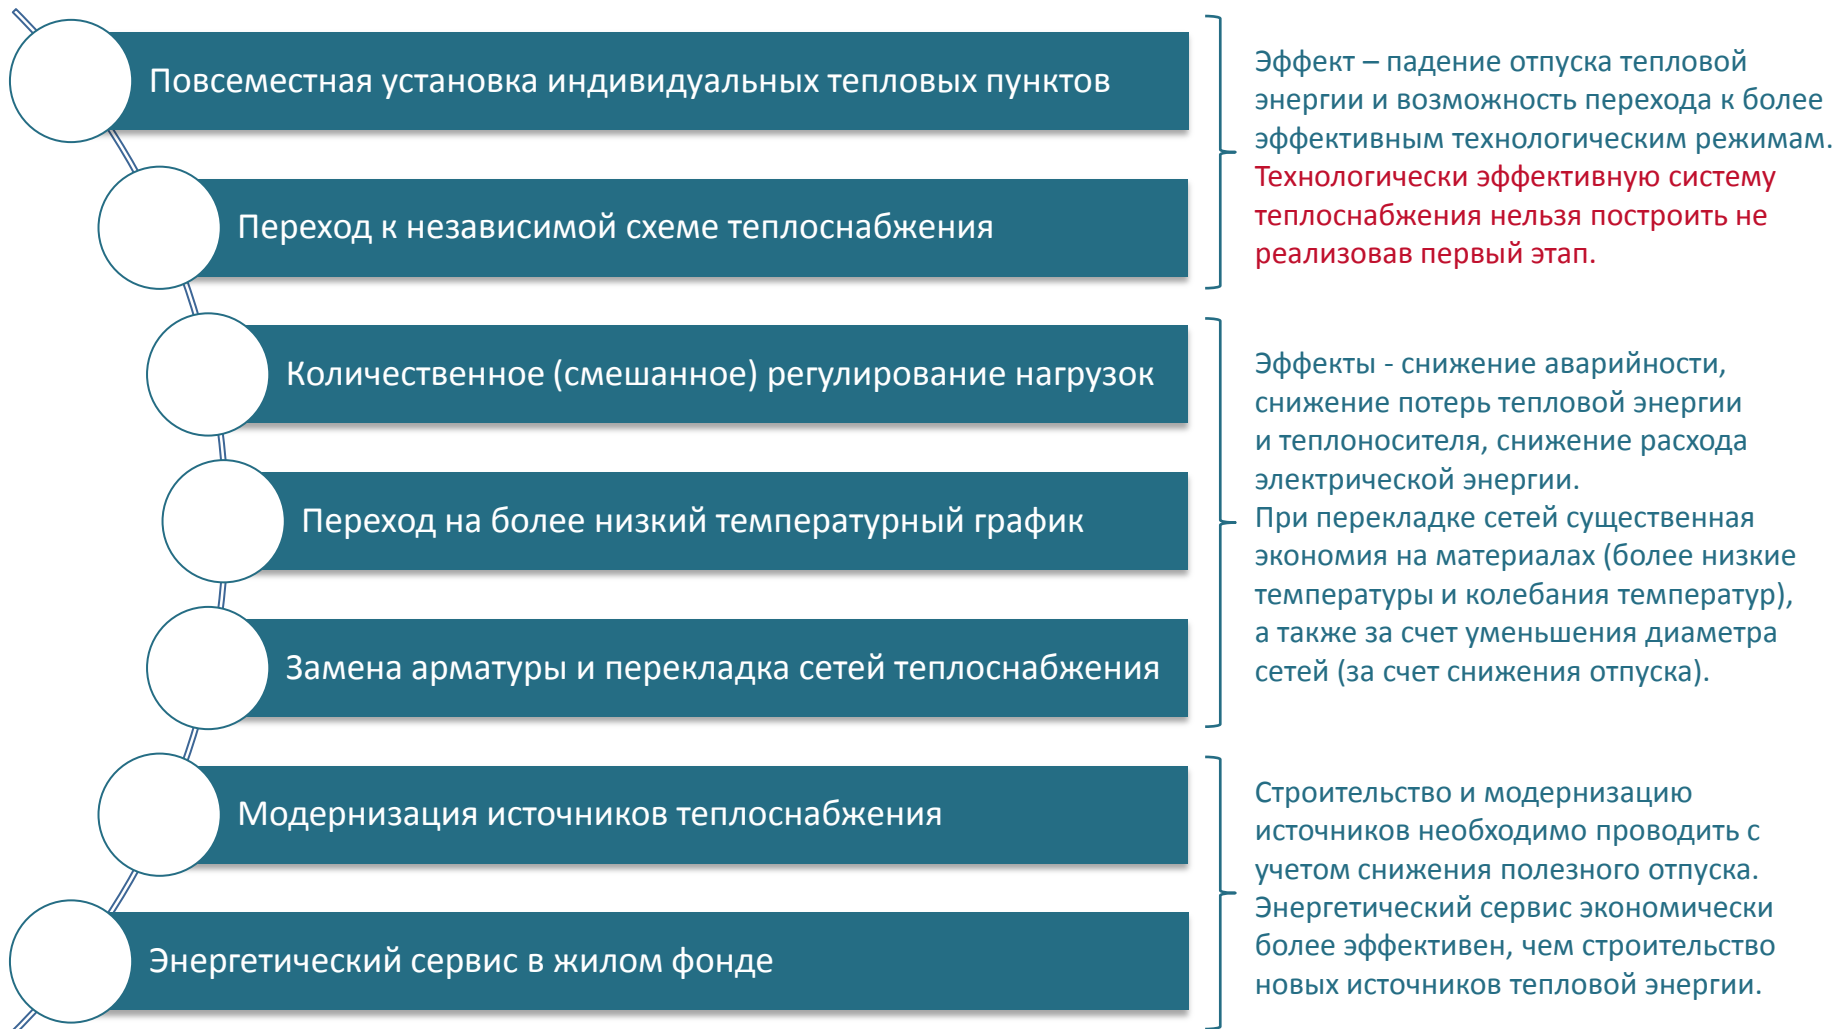 Повсеместная установка индивидуальных тепловых пунктов
Переход к независимой схеме теплоснабжения
Эффект – падение отпуска тепловой
энергии и возможность перехода к более
эффективным технологическим режимам.
Технологически эффективную систему
теплоснабжения нельзя построить не
реализовав первый этап.
Количественное (смешанное) регулирование нагрузок
Переход на более низкий температурный график
Замена арматуры и перекладка сетей теплоснабжения
Эффекты - снижение аварийности,
снижение потерь тепловой энергии
и теплоносителя, снижение расхода
электрической энергии.
При перекладке сетей существенная
экономия на материалах (более низкие
температуры и колебания температур),
а также за счет уменьшения диаметра
сетей (за счет снижения отпуска).
Модернизация источников теплоснабжения
Энергетический сервис в жилом фонде
Строительство и модернизацию
источников необходимо проводить с
учетом снижения полезного отпуска.
Энергетический сервис экономически
более эффективен, чем строительство
новых источников тепловой энергии.